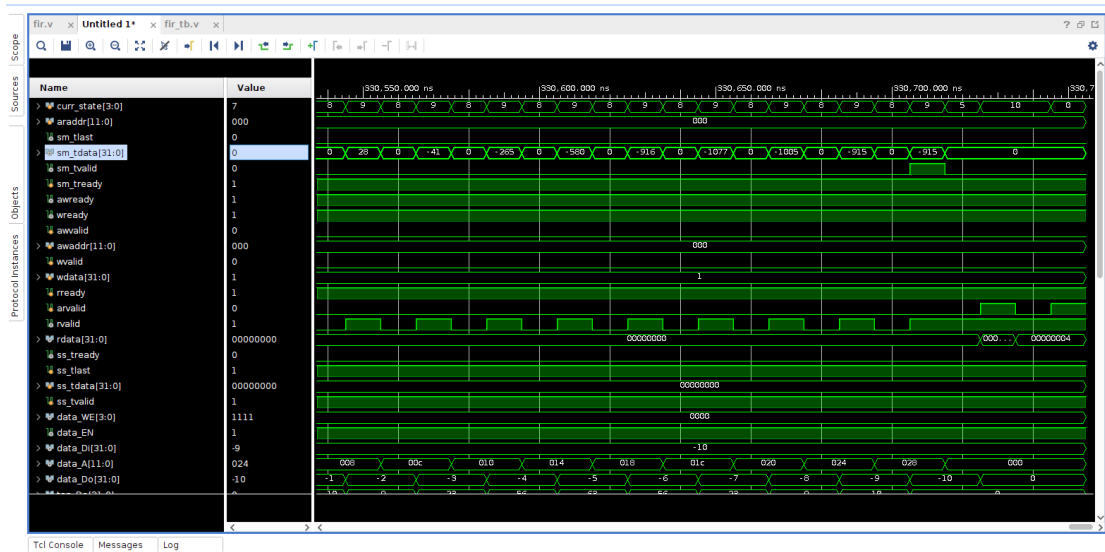 fir.v × Untitled 1* × fir_tb.v × ?
Scope
Sources
Objects
Protocol Instances
Name Value
330,550.000 ns 330,600.000 ns 330,650.000 ns 330,700.000 ns 330,7
curr_state[3:0] 7 8 9 8 9 8 9 8 9 8 9 8 9 8 9 8 9 8 9 5 10 0
araddr[11:0] 000 000
sm_tlast 0
sm_tdata[31:0] 0 0 28 0 -41 0 -265 0 -580 0 -916 0 -1077 0 -1005 0 -915 0 -915 0
sm_tvalid 0
sm_tready 1
awready 1
wready 1
awvalid 0
awaddr[11:0] 000 000
wvalid 0
wdata[31:0] 1 1
rready 1
arvalid 0
rvalid 1
rdata[31:0] 00000000 00000000 000... 00000004
ss_tready 0
ss_tlast 1
ss_tdata[31:0] 00000000 00000000
ss_tvalid 1
data_WE[3:0] 1111 0000
data_EN 1
data_Di[31:0] -9 -10
data_A[11:0] 024 008 00c 010 014 018 01c 020 024 028 000
data_Do[31:0] -10 -1 -2 -3 -4 -5 -6 -7 -8 -9 -10 0
Tcl Console Messages Log